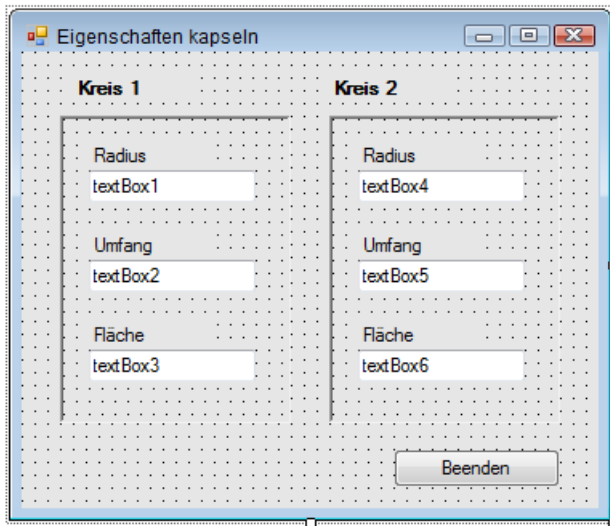 Eigenschaften kapseln
Kreis 1
Kreis 2
Radius
textBox1
Umfang
textBox2
Fläche
textBox3
Radius
textBox4
Umfang
textBox5
Fläche
textBox6
Beenden